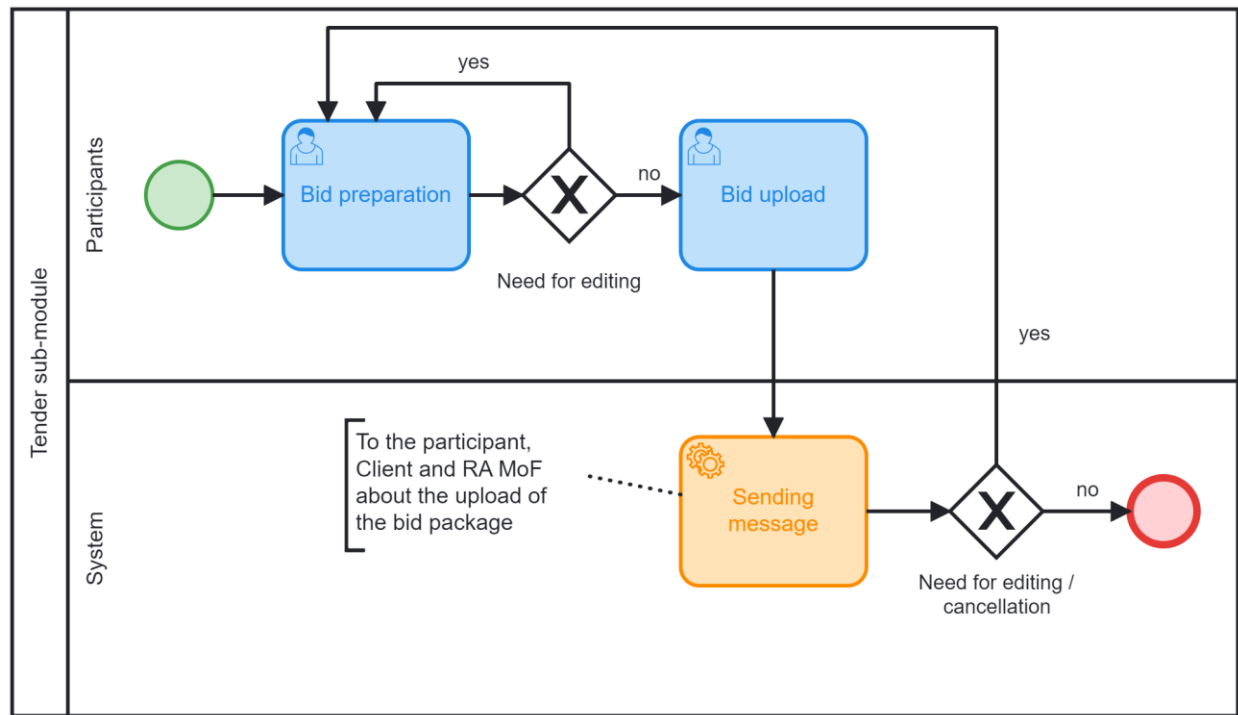 Tender sub-module
Participants
yes
Bid preparation
no
Bid upload
Need for editing
yes
System
To the participant,
Client and RA MoF
about the upload of
the bid package
Sending
message
no
Need for editing /
cancellation